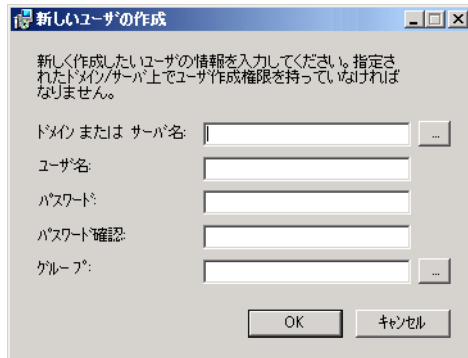 新しいユーザの作成
新しく作成したいユーザの情報を入力してください。指定さ
れたﾄﾞﾒｲﾝ/ｻｰﾊﾞ上でユーザ作成権限を持っていなければ
なりません。
ﾄﾞﾒｲﾝ または ｻｰﾊﾞ名:
...
ユーザ名:
ﾊﾟｽﾜｰﾄﾞ:
ﾊﾟｽﾜｰﾄﾞ確認:
ｸﾞﾙｰﾌﾟ:
...
OK ｷｬﾝｾﾙ